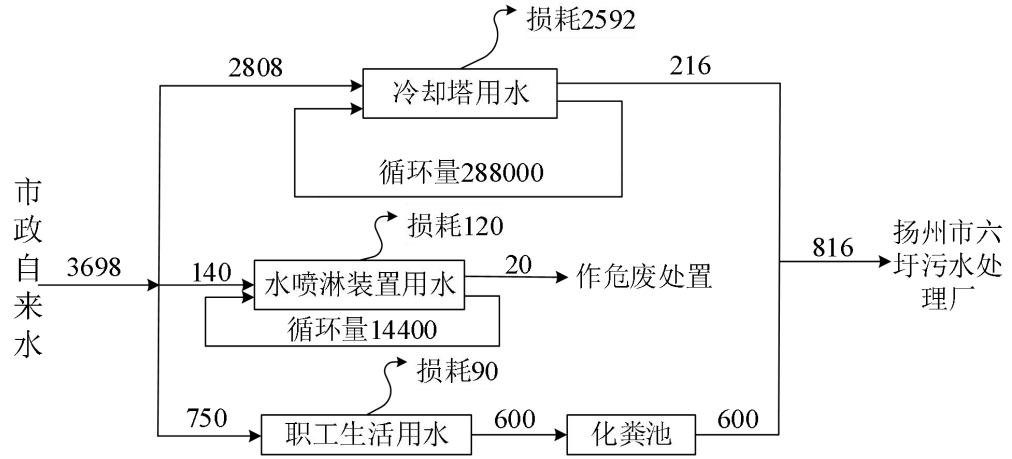 损耗2592
2808
216
冷却塔用水
循环量288000
市政自来水
3698
损耗120
140
20
水喷淋装置用水
作危废处置
循环量14400
816
扬州市六
圩污水处
理厂
损耗90
750
600
600
职工生活用水
化粪池